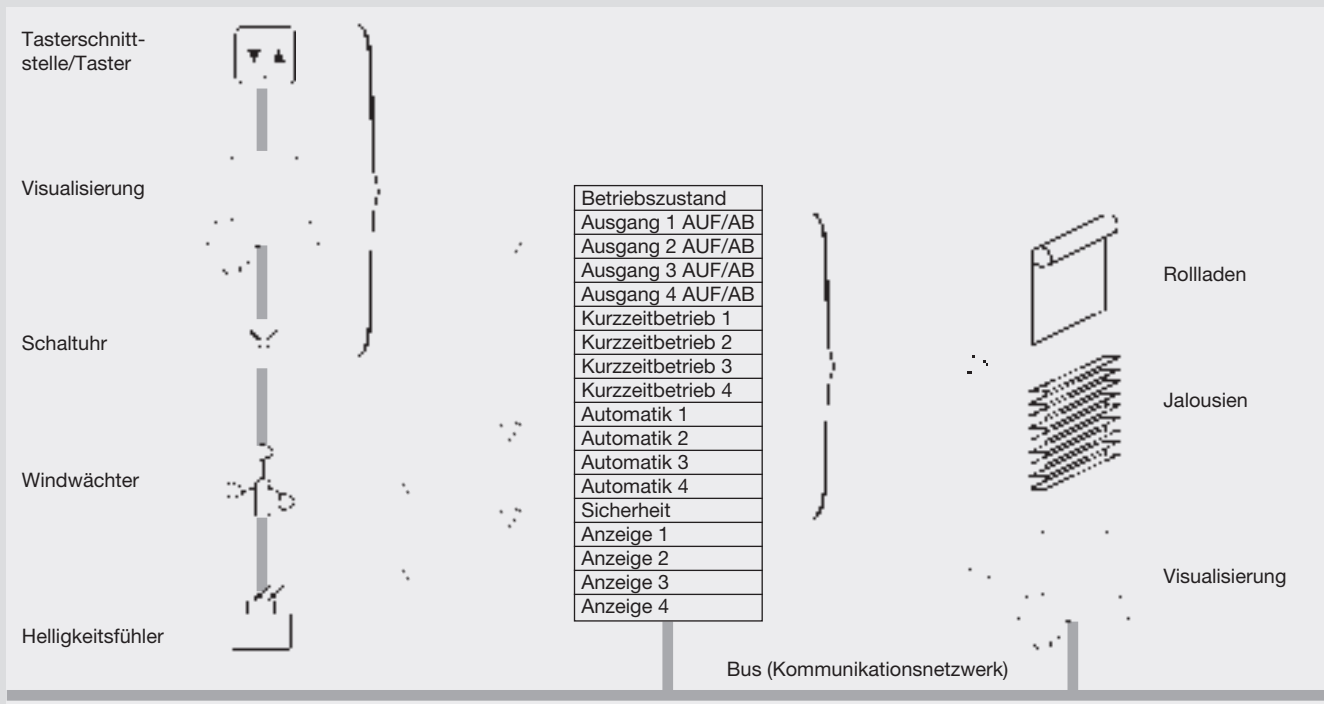 Tasterschnitt-
stelle/Taster
Visualisierung
Schaltuhr
Windwächter
Helligkeitsfühler
Betriebszustand
Ausgang 1 AUF/AB
Ausgang 2 AUF/AB
Ausgang 3 AUF/AB
Ausgang 4 AUF/AB
Kurzzeitbetrieb 1
Kurzzeitbetrieb 2
Kurzzeitbetrieb 3
Kurzzeitbetrieb 4
Automatik 1
Automatik 2
Automatik 3
Automatik 4
Sicherheit
Anzeige 1
Anzeige 2
Anzeige 3
Anzeige 4
Rollladen
Jalousien
Visualisierung
Bus (Kommunikationsnetzwerk)